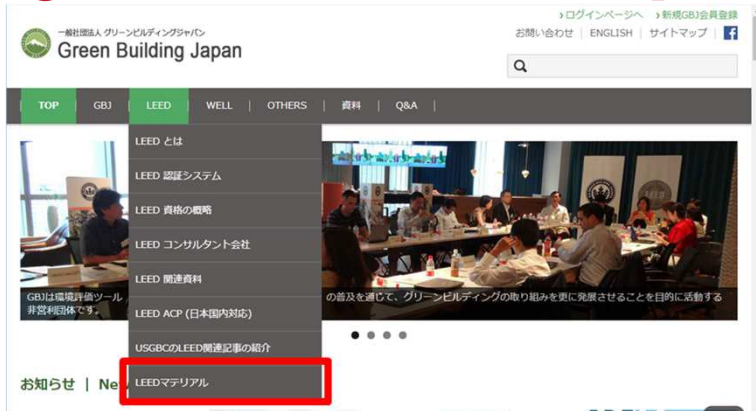 ›ログインページへ ›新規GBJ会員登録
一般社団法人 グリーンビルディングジャパン
Green Building Japan
お問い合わせ | ENGLISH | サイトマップ | f
TOP | GBJ | LEED | WELL | OTHERS | 資料 | Q&A |
LEED とは
LEED 認証システム
LEED 資格の概略
LEED コンサルタント会社
LEED 関連資料
GBJは環境評価ツール
の普及を通じて、グリーンビルディングの取り組みを更に発展させることを目的に活動する
非営利団体です。
LEED ACP (日本国内対応)
USGBCのLEED関連記事の紹介
お知らせ | Ne
LEEDマテリアル